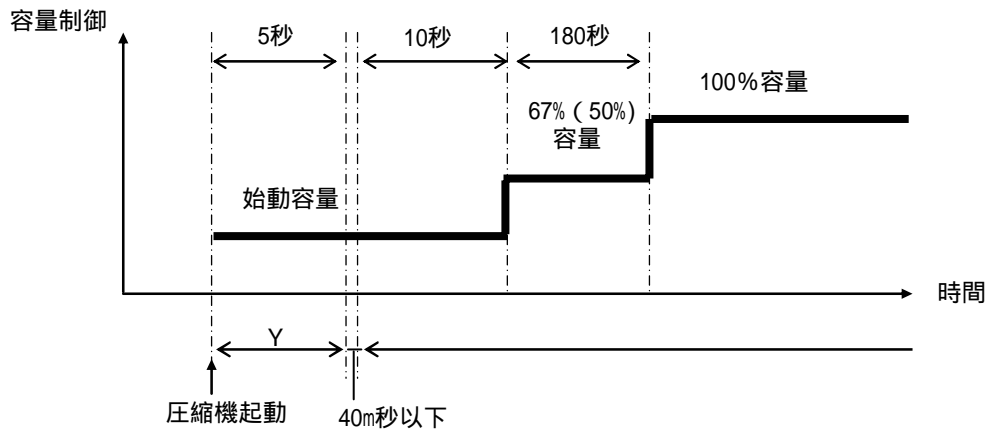 容量制御
5秒
10秒
180秒
100%容量
67%(50%)
容量
始動容量
時間
Y
圧縮機起動
40m秒以下